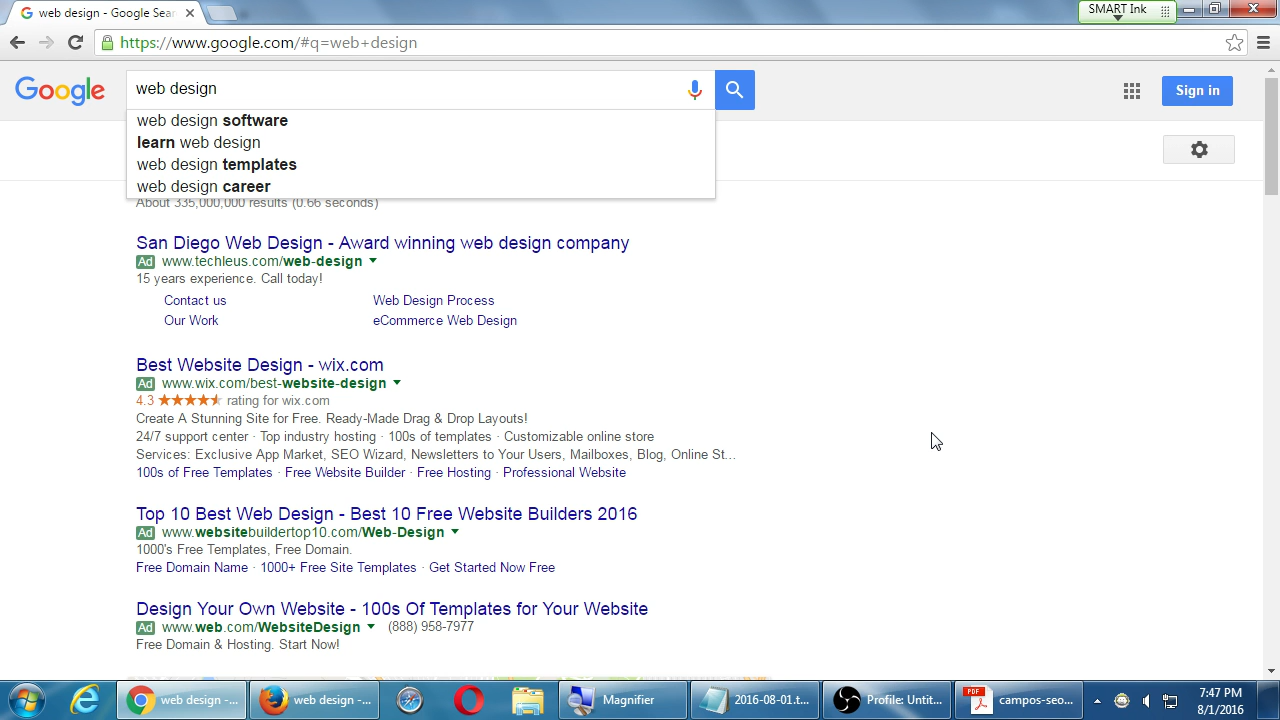 web design - Google Sear
SMART Ink
https://www.google.com/#q=web+design
Google
web design
Sign in
web design software
learn web design
web design templates
web design career
About 335,000,000 results (0.66 seconds)
San Diego Web Design - Award winning web design company
Ad www.techleus.com/web-design
15 years experience. Call today!
Contact us Web Design Process
Our Work eCommerce Web Design
Best Website Design - wix.com
Ad www.wix.com/best-website-design
4.3 rating for wix.com
Create A Stunning Site for Free. Ready-Made Drag & Drop Layouts!
24/7 support center · Top industry hosting · 100s of templates · Customizable online store
Services: Exclusive App Market, SEO Wizard, Newsletters to Your Users, Mailboxes, Blog, Online St...
100s of Free Templates · Free Website Builder · Free Hosting · Professional Website
Top 10 Best Web Design - Best 10 Free Website Builders 2016
Ad www.websitebuildertop10.com/Web-Design
1000's Free Templates, Free Domain.
Free Domain Name · 1000+ Free Site Templates · Get Started Now Free
Design Your Own Website - 100s Of Templates for Your Website
Ad www.web.com/WebsiteDesign (888) 958-7977
Free Domain & Hosting. Start Now!
web design -...
web design -...
Magnifier
2016-08-01.t...
Profile: Untit...
PDF
campos-seo...
7:47 PM
8/1/2016